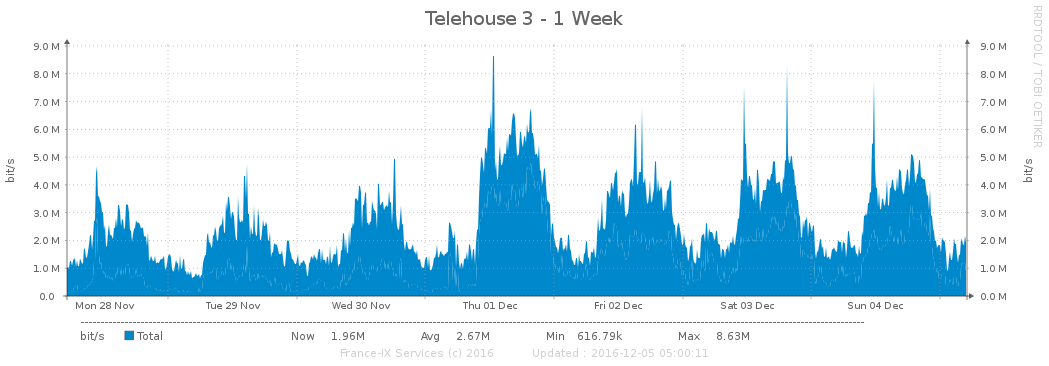 Telehouse 3 - 1 Week
RRDTOOL / TOBI OETIKER
9.0 M 9.0 M
8.0 M 8.0 M
7.0 M 7.0 M
6.0 M 6.0 M
5.0 M 5.0 M
4.0 M 4.0 M
3.0 M 3.0 M
2.0 M 2.0 M
1.0 M 1.0 M
0.0 0.0 M
bit/s bit/s
Mon 28 Nov Tue 29 Nov Wed 30 Nov Thu 01 Dec Fri 02 Dec Sat 03 Dec Sun 04 Dec
bit/s Total Now 1.96M Avg 2.67M Min 616.79k Max 8.63M
France-IX Services (c) 2016 Updated : 2016-12-05 05:00:11